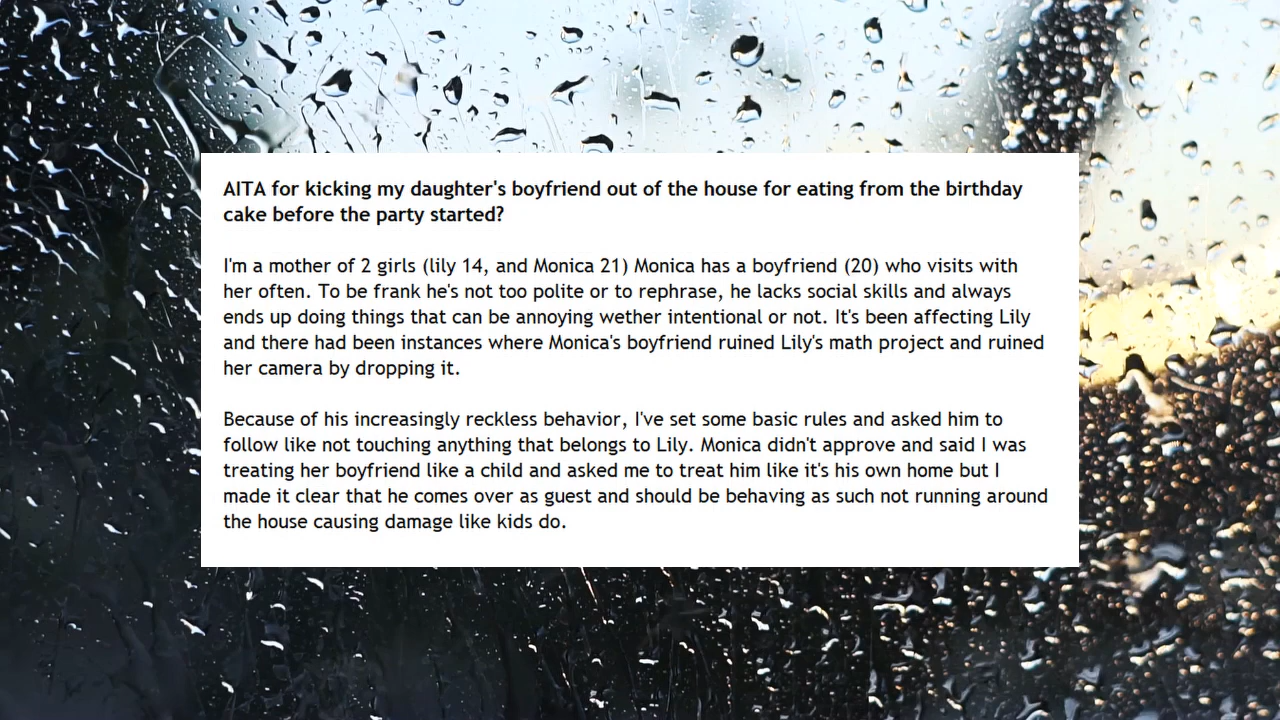 AITA for kicking my daughter's boyfriend out of the house for eating from the birthday
cake before the party started?
I'm a mother of 2 girls (lily 14, and Monica 21) Monica has a boyfriend (20) who visits with
her often. To be frank he's not too polite or to rephrase, he lacks social skills and always
ends up doing things that can be annoying wether intentional or not. It's been affecting Lily
and there had been instances where Monica's boyfriend ruined Lily's math project and ruined
her camera by dropping it.
Because of his increasingly reckless behavior, I've set some basic rules and asked him to
follow like not touching anything that belongs to Lily. Monica didn't approve and said I was
treating her boyfriend like a child and asked me to treat him like it's his own home but I
made it clear that he comes over as guest and should be behaving as such not running around
the house causing damage like kids do.